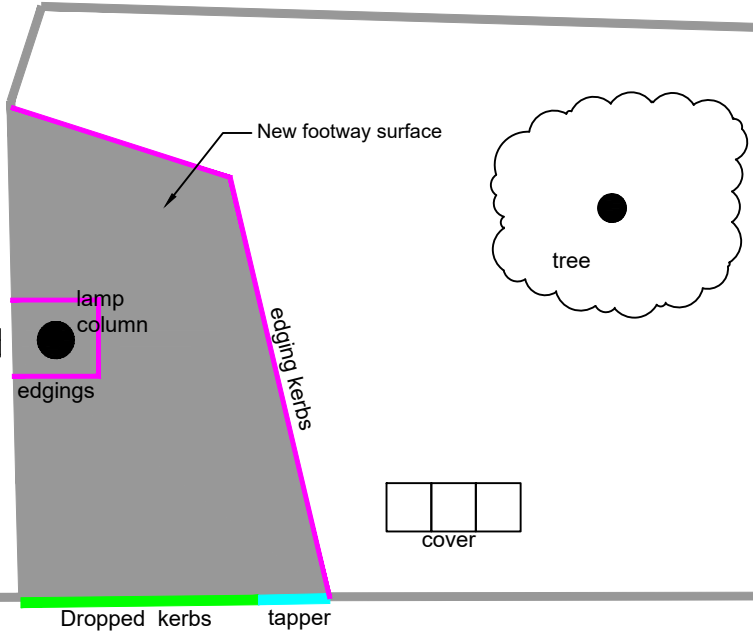 New footway surface
tree
lamp
column
edging kerbs
edgings
cover
Dropped kerbs
tapper